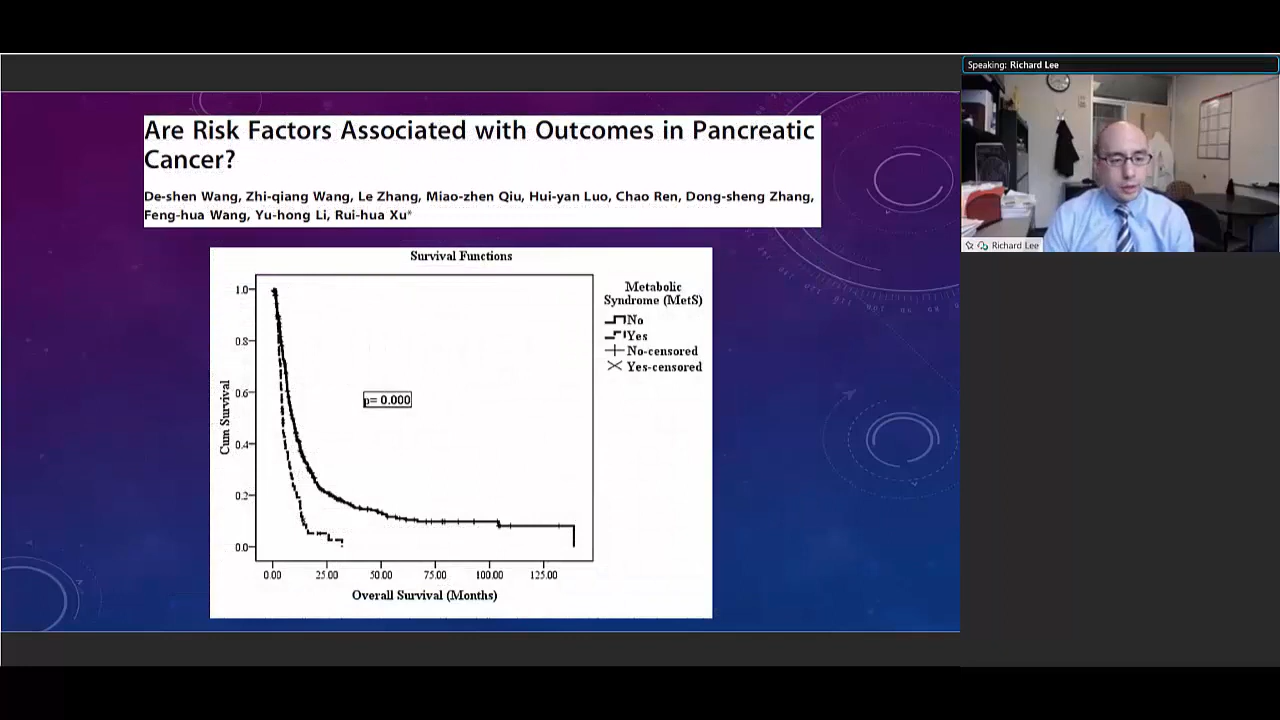 Are Risk Factors Associated with Outcomes in Pancreatic
Cancer?
De-shen Wang, Zhi-qiang Wang, Le Zhang, Miao-zhen Qiu, Hui-yan Luo, Chao Ren, Dong-sheng Zhang,
Feng-hua Wang, Yu-hong Li, Rui-hua Xu*
Survival Functions
Cum Survival
1.0
0.8
0.6
0.4
0.2
0.0
p= 0.000
0.00 25.00 50.00 75.00 100.00 125.00
Overall Survival (Months)
Metabolic
Syndrome (MetS)
No
Yes
No-censored
Yes-censored
Speaking: Richard Lee
Richard Lee